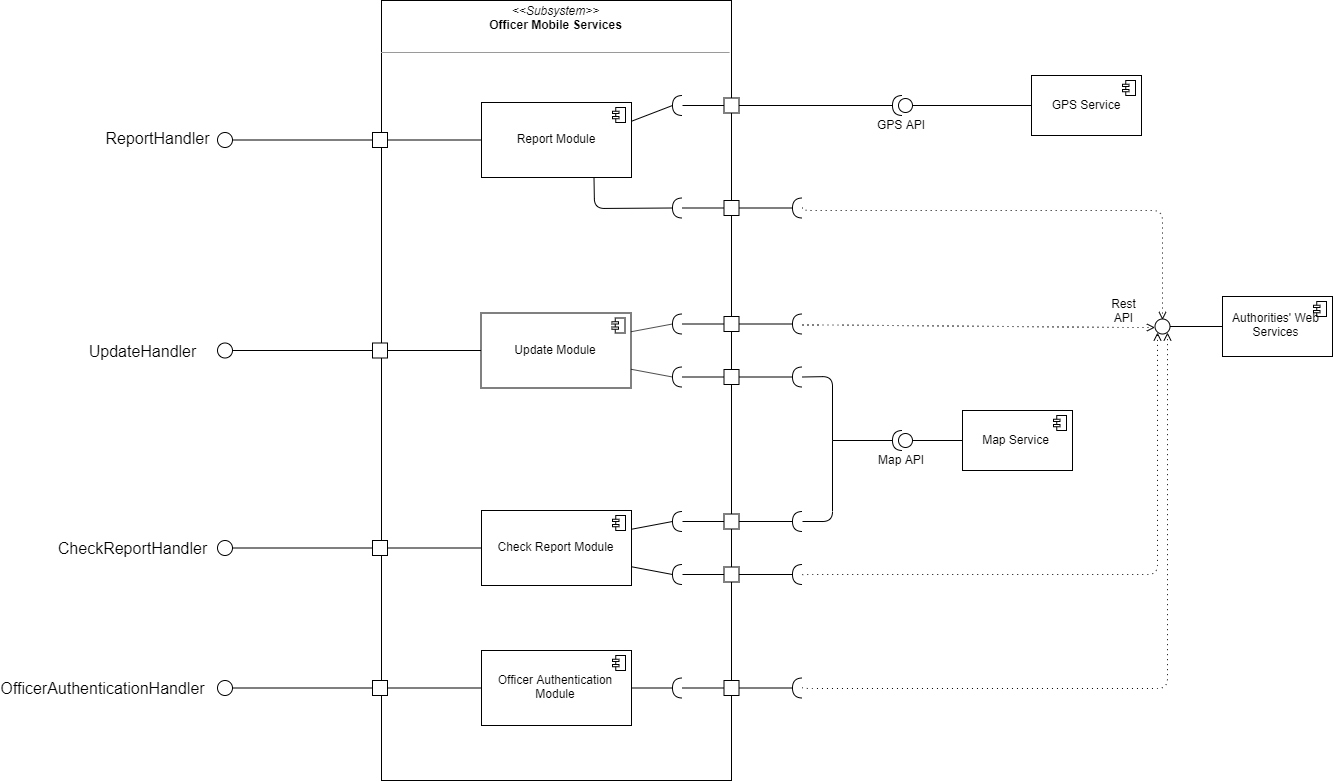 <<Subsystem>>
Officer Mobile Services
GPS Service
GPS API
ReportHandler
Report Module
Rest
API
Authorities' Web
Services
UpdateHandler
Update Module
Map Service
Map API
CheckReportHandler
Check Report Module
OfficerAuthenticationHandler
Officer Authentication
Module